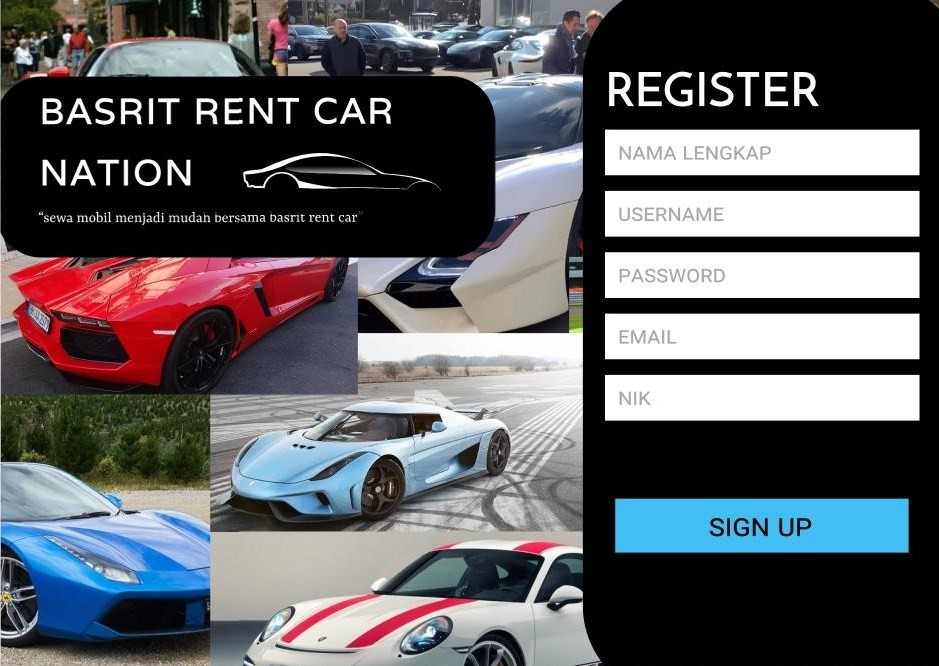 BASRIT RENT CAR
NATION
“sewa mobil menjadi mudah bersama basrit rent car”
REGISTER
NAMA LENGKAP
USERNAME
PASSWORD
EMAIL
NIK
SIGN UP